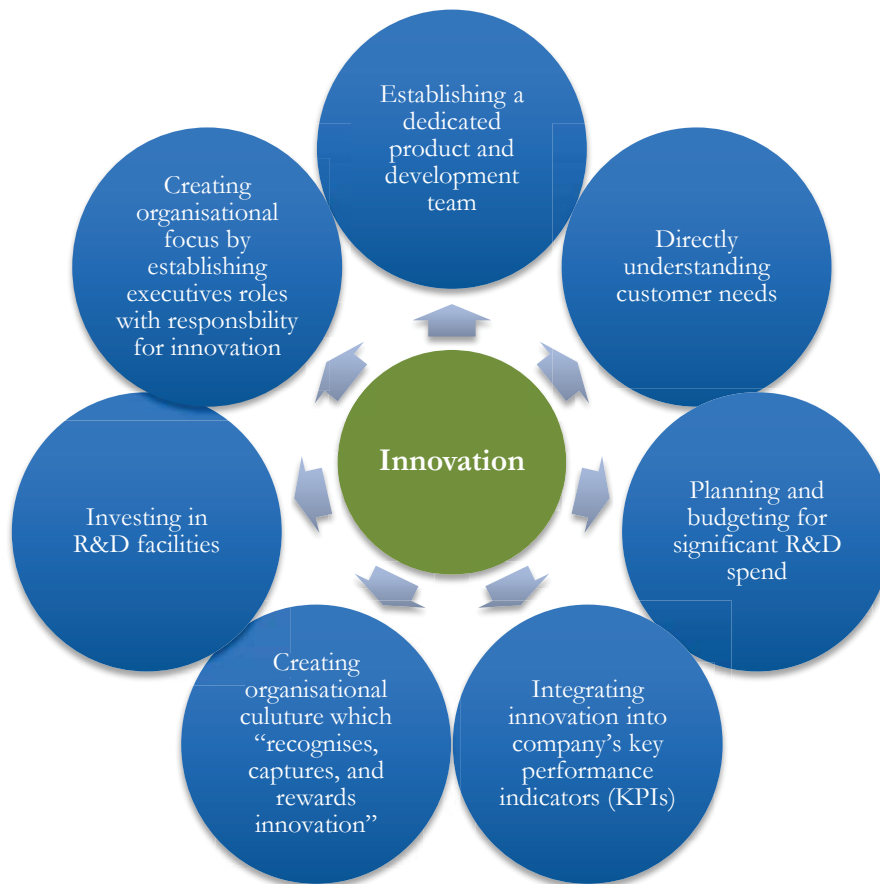 Establishing a
dedicated
product and
development
team
Directly
understanding
customer needs
Planning and
budgeting for
significant R&D
spend
Integrating
innovation into
company’s key
performance
indicators (KPIs)
Creating
organisational
culuture which
“recognises,
captures, and
rewards
innovation”
Investing in
R&D facilities
Creating
organisational
focus by
establishing
executives roles
with responsbility
for innovation
Innovation